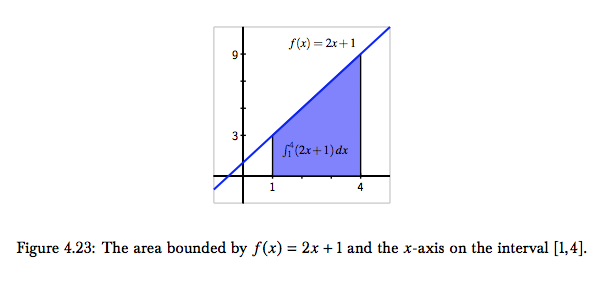 f(x) = 2x + 1
9
3
∫₁⁴(2x + 1) dx
1 4
Figure 4.23: The area bounded by f(x) = 2x + 1 and the x-axis on the interval [1,4].